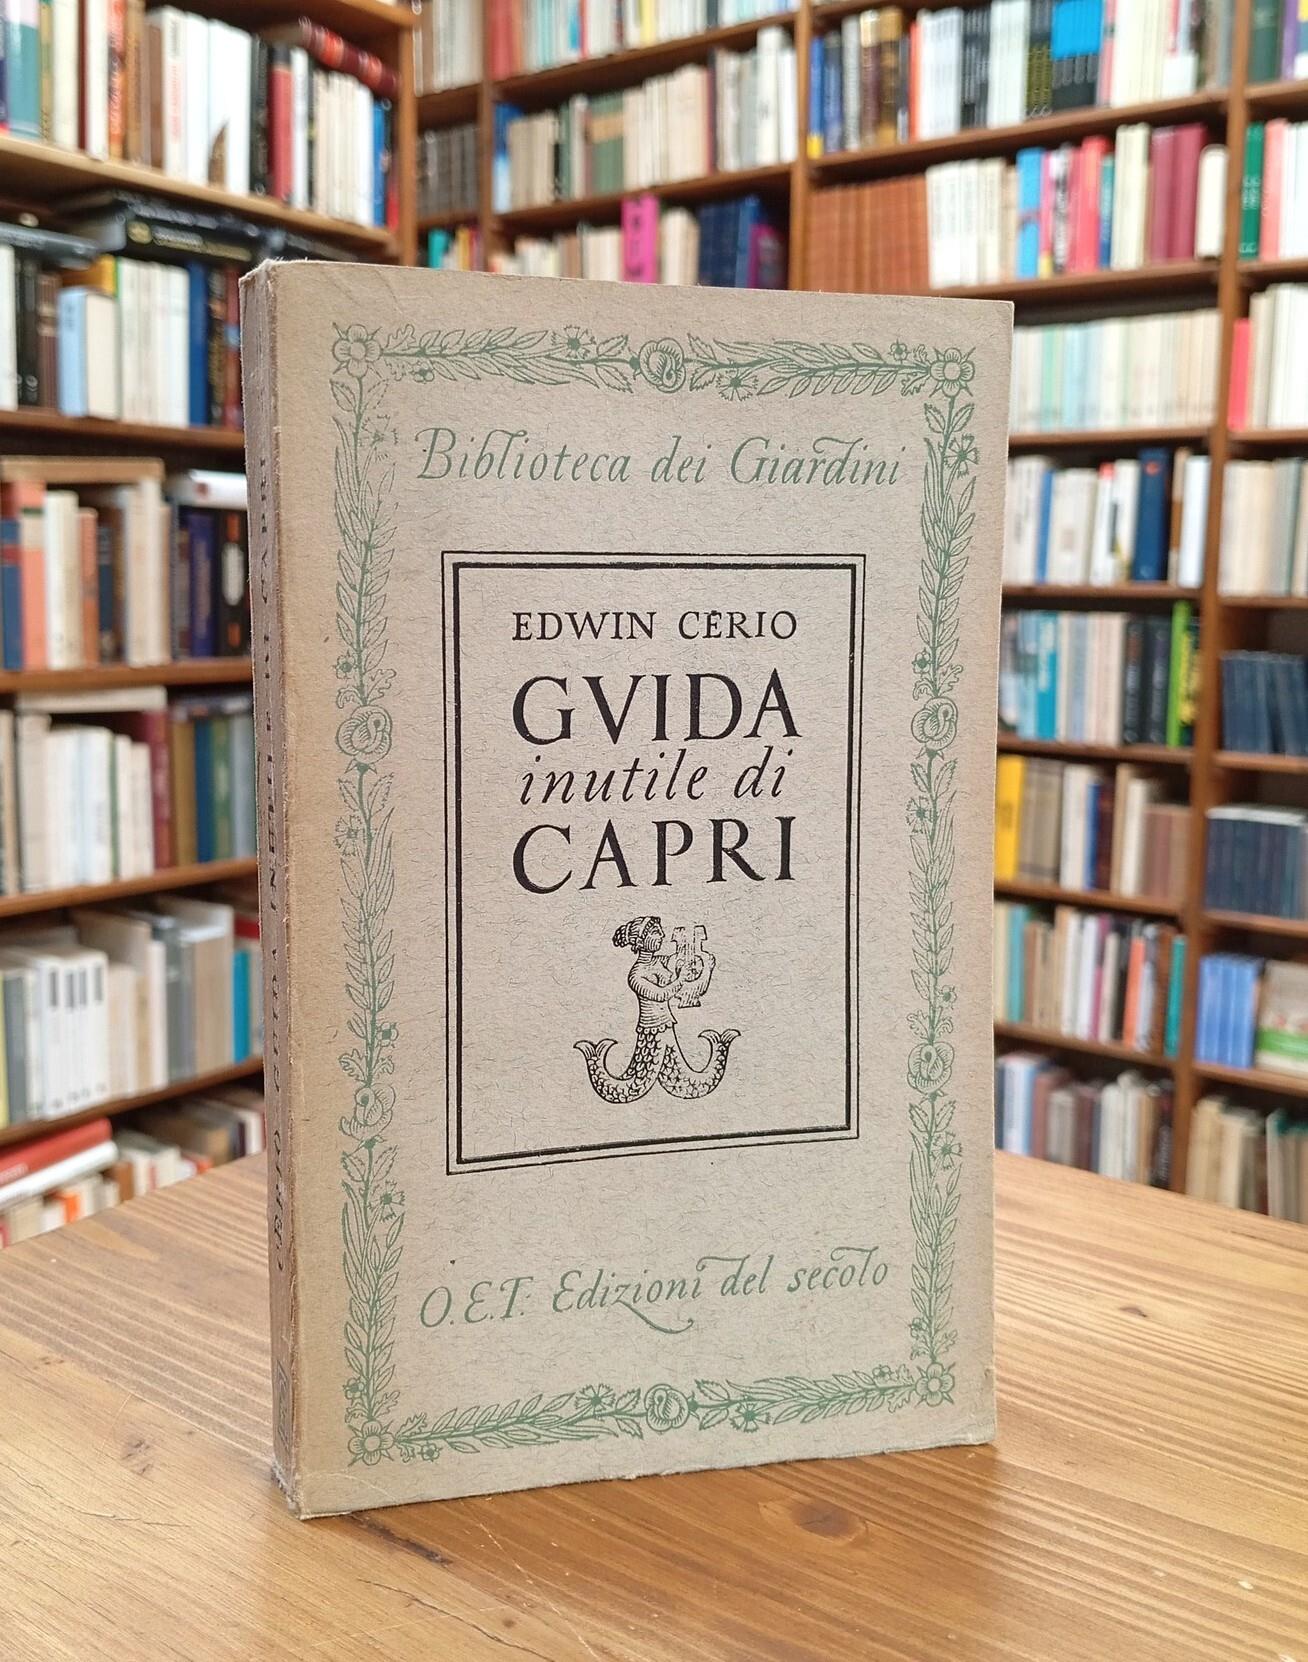 Biblioteca dei Giardini
EDWIN CERIO
GVIDA
inutile di
CAPRI
O.E.T. Edizioni del secolo